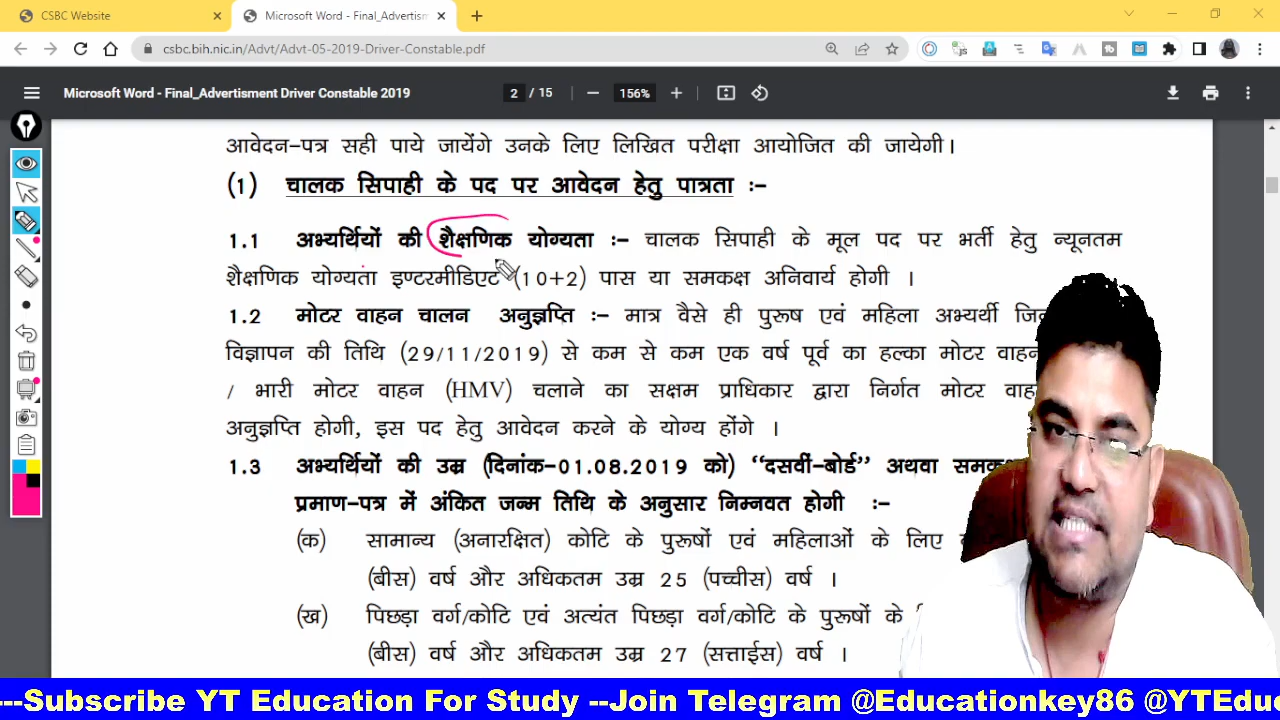 CSBC Website
Microsoft Word - Final_Advertism
csbc.bih.nic.in/Advt/Advt-05-2019-Driver-Constable.pdf
Microsoft Word - Final_Advertisment Driver Constable 2019
2 / 15
156%
आवेदन-पत्र सही पाये जायेंगे उनके लिए लिखित परीक्षा आयोजित की जायेगी।
(1) चालक सिपाही के पद पर आवेदन हेतु पात्रता :-
1.1 अभ्यर्थियों की शैक्षणिक योग्यता :- चालक सिपाही के मूल पद पर भर्ती हेतु न्यूनतम
शैक्षणिक योग्यता इण्टरमीडिएट (10+2) पास या समकक्ष अनिवार्य होगी ।
1.2 मोटर वाहन चालन अनुज्ञप्ति :- मात्र वैसे ही पुरूष एवं महिला अभ्यर्थी
विज्ञापन की तिथि (29/11/2019) से कम से कम एक वर्ष पूर्व का हल्का मोटर वाहन
/ भारी मोटर वाहन (HMV) चलाने का सक्षम प्राधिकार द्वारा निर्गत मोटर
अनुज्ञप्ति होगी, इस पद हेतु आवेदन करने के योग्य होंगे ।
1.3 अभ्यर्थियों की उम्र (दिनांक-01.08.2019 को) “दसवीं-बोर्ड” अथवा
प्रमाण-पत्र में अंकित जन्म तिथि के अनुसार निम्नवत होगी :-
(क) सामान्य (अनारक्षित) कोटि के पुरूषों एवं महिलाओं के लिए
(बीस) वर्ष और अधिकतम उम्र 25 (पच्चीस) वर्ष ।
(ख) पिछड़ा वर्ग/कोटि एवं अत्यंत पिछड़ा वर्ग/कोटि के पुरूषों के
(बीस) वर्ष और अधिकतम उम्र 27 (सत्ताईस) वर्ष ।
---Subscribe YT Education For Study --Join Telegram @Educationkey86 @YTEduc